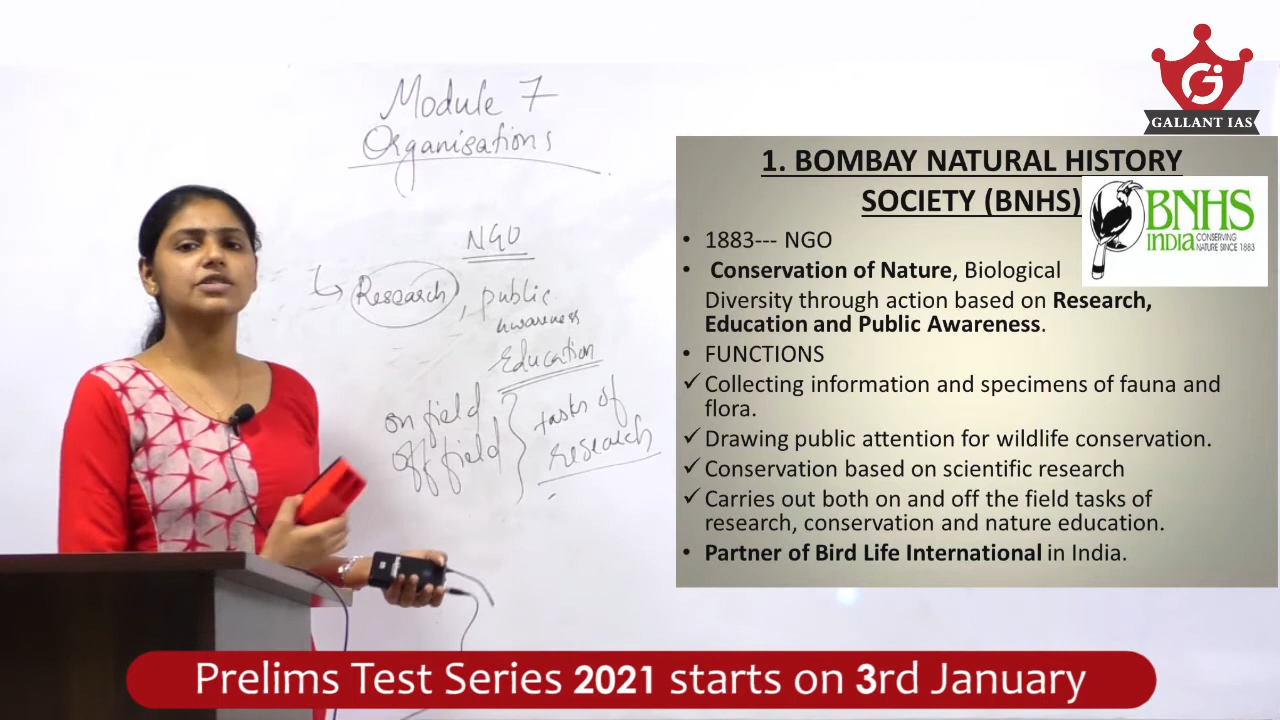 Module 7
Organisations
NGO
Research, public
awareness
Education
on field
off field
tasks of
research
GALLANT IAS
1. BOMBAY NATURAL HISTORY
SOCIETY (BNHS)
BNHS
INDIA CONSERVING
NATURE SINCE 1883
• 1883--- NGO
• Conservation of Nature, Biological
Diversity through action based on Research,
Education and Public Awareness.
• FUNCTIONS
✓ Collecting information and specimens of fauna and
flora.
✓ Drawing public attention for wildlife conservation.
✓ Conservation based on scientific research
✓ Carries out both on and off the field tasks of
research, conservation and nature education.
• Partner of Bird Life International in India.
Prelims Test Series 2021 starts on 3rd January